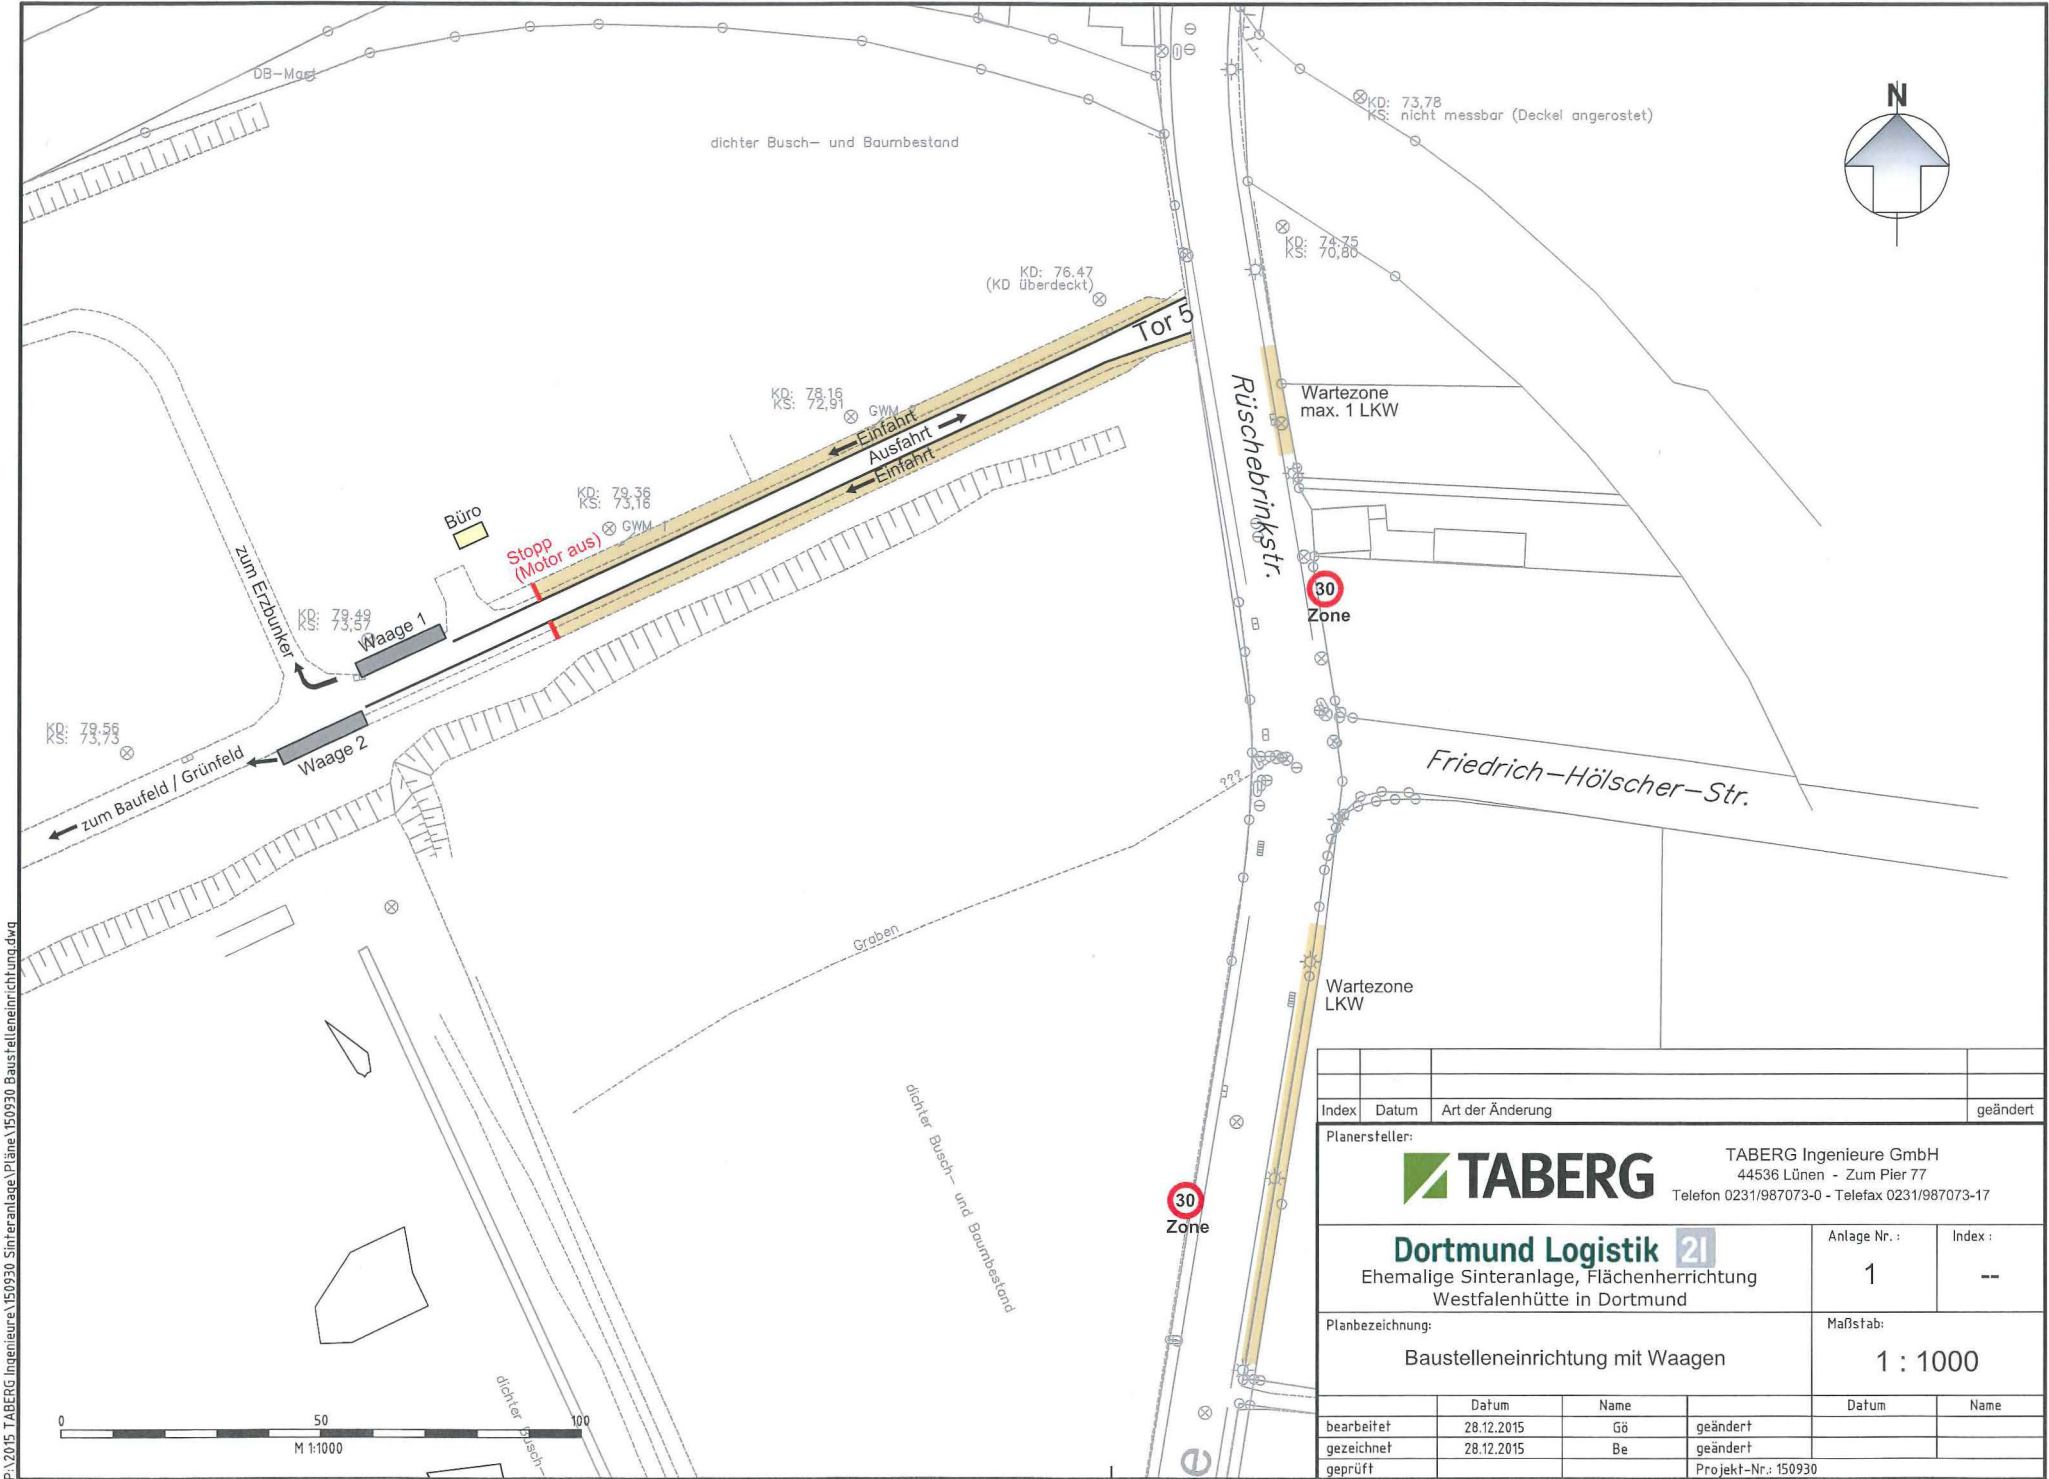 DB-Mast
dichter Busch- und Baumbestand
KD: 73,78
KS: nicht messbar (Deckel angerostet)
N
KD: 74.75
KS: 70,80
KD: 76.47
(KD überdeckt)
Tor 5
Rüschebrinkstr.
Wartezone
max. 1 LKW
KD: 78.16
KS: 72,91
GWM 2
Einfahrt
Ausfahrt
Einfahrt
KD: 79.36
KS: 73,16
GWM 1
Büro
Stopp
(Motor aus)
zum Erzbunker
KD: 79.49
KS: 73,57
Waage 1
30
Zone
KD: 79.56
KS: 73,73
Waage 2
zum Baufeld / Grünfeld
???
Friedrich-Hölscher-Str.
Graben
Wartezone
LKW
dichter Busch- und Baumbestand
30
Zone
dichter Busch-
e
0 50 100
M 1:1000
P:\2015 TABERG Ingenieure\150930 Sinteranlage\Pläne\150930 Baustelleneinrichtung.dwg
Index Datum Art der Änderung geändert
Planersteller:
TABERG
TABERG Ingenieure GmbH
44536 Lünen - Zum Pier 77
Telefon 0231/987073-0 - Telefax 0231/987073-17
Dortmund Logistik 21
Ehemalige Sinteranlage, Flächenherrichtung
Westfalenhütte in Dortmund
Anlage Nr.:
1
Index:
--
Planbezeichnung:
Baustelleneinrichtung mit Waagen
Maßstab:
1 : 1000
Datum Name Datum Name
bearbeitet 28.12.2015 Gö geändert
gezeichnet 28.12.2015 Be geändert
geprüft Projekt-Nr.: 150930